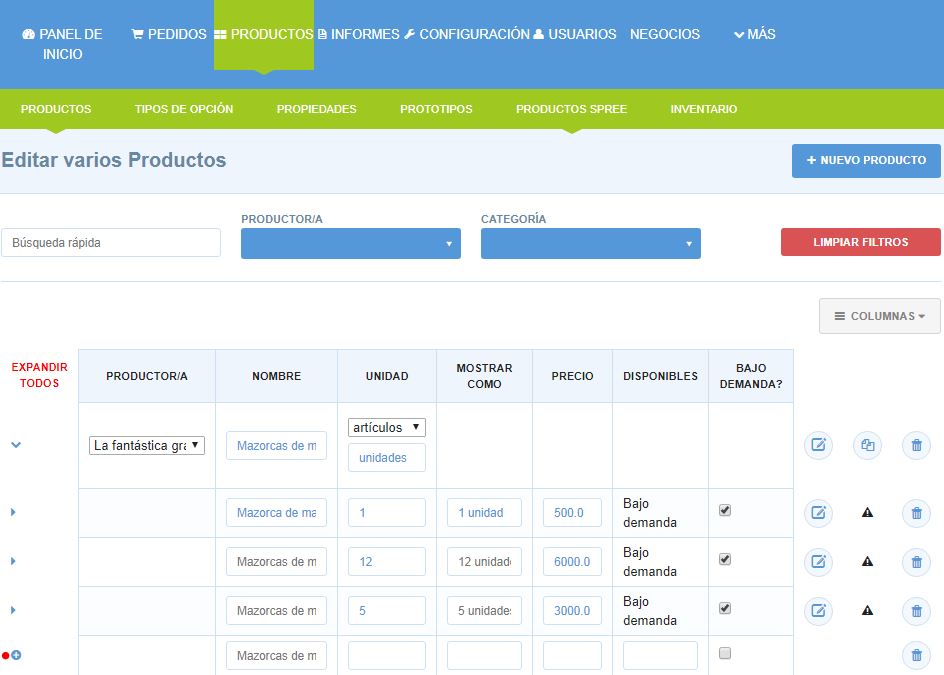 PANEL DE INICIO PEDIDOS PRODUCTOS INFORMES CONFIGURACIÓN USUARIOS NEGOCIOS MÁS
PRODUCTOS TIPOS DE OPCIÓN PROPIEDADES PROTOTIPOS PRODUCTOS SPREE INVENTARIO
Editar varios Productos
NUEVO PRODUCTO
PRODUCTOR/A CATEGORÍA
Búsqueda rápida
LIMPIAR FILTROS
COLUMNAS
EXPANDIR TODOS PRODUCTOR/A NOMBRE UNIDAD MOSTRAR COMO PRECIO DISPONIBLES BAJO DEMANDA?
artículos
La fantástica gra Mazorcas de m
unidades
Mazorca de ma 1 1 unidad 500.0 Bajo demanda
Mazorcas de m 12 12 unidade 6000.0 Bajo demanda
Mazorcas de m 5 5 unidades 3000.0 Bajo demanda
Mazorcas de m